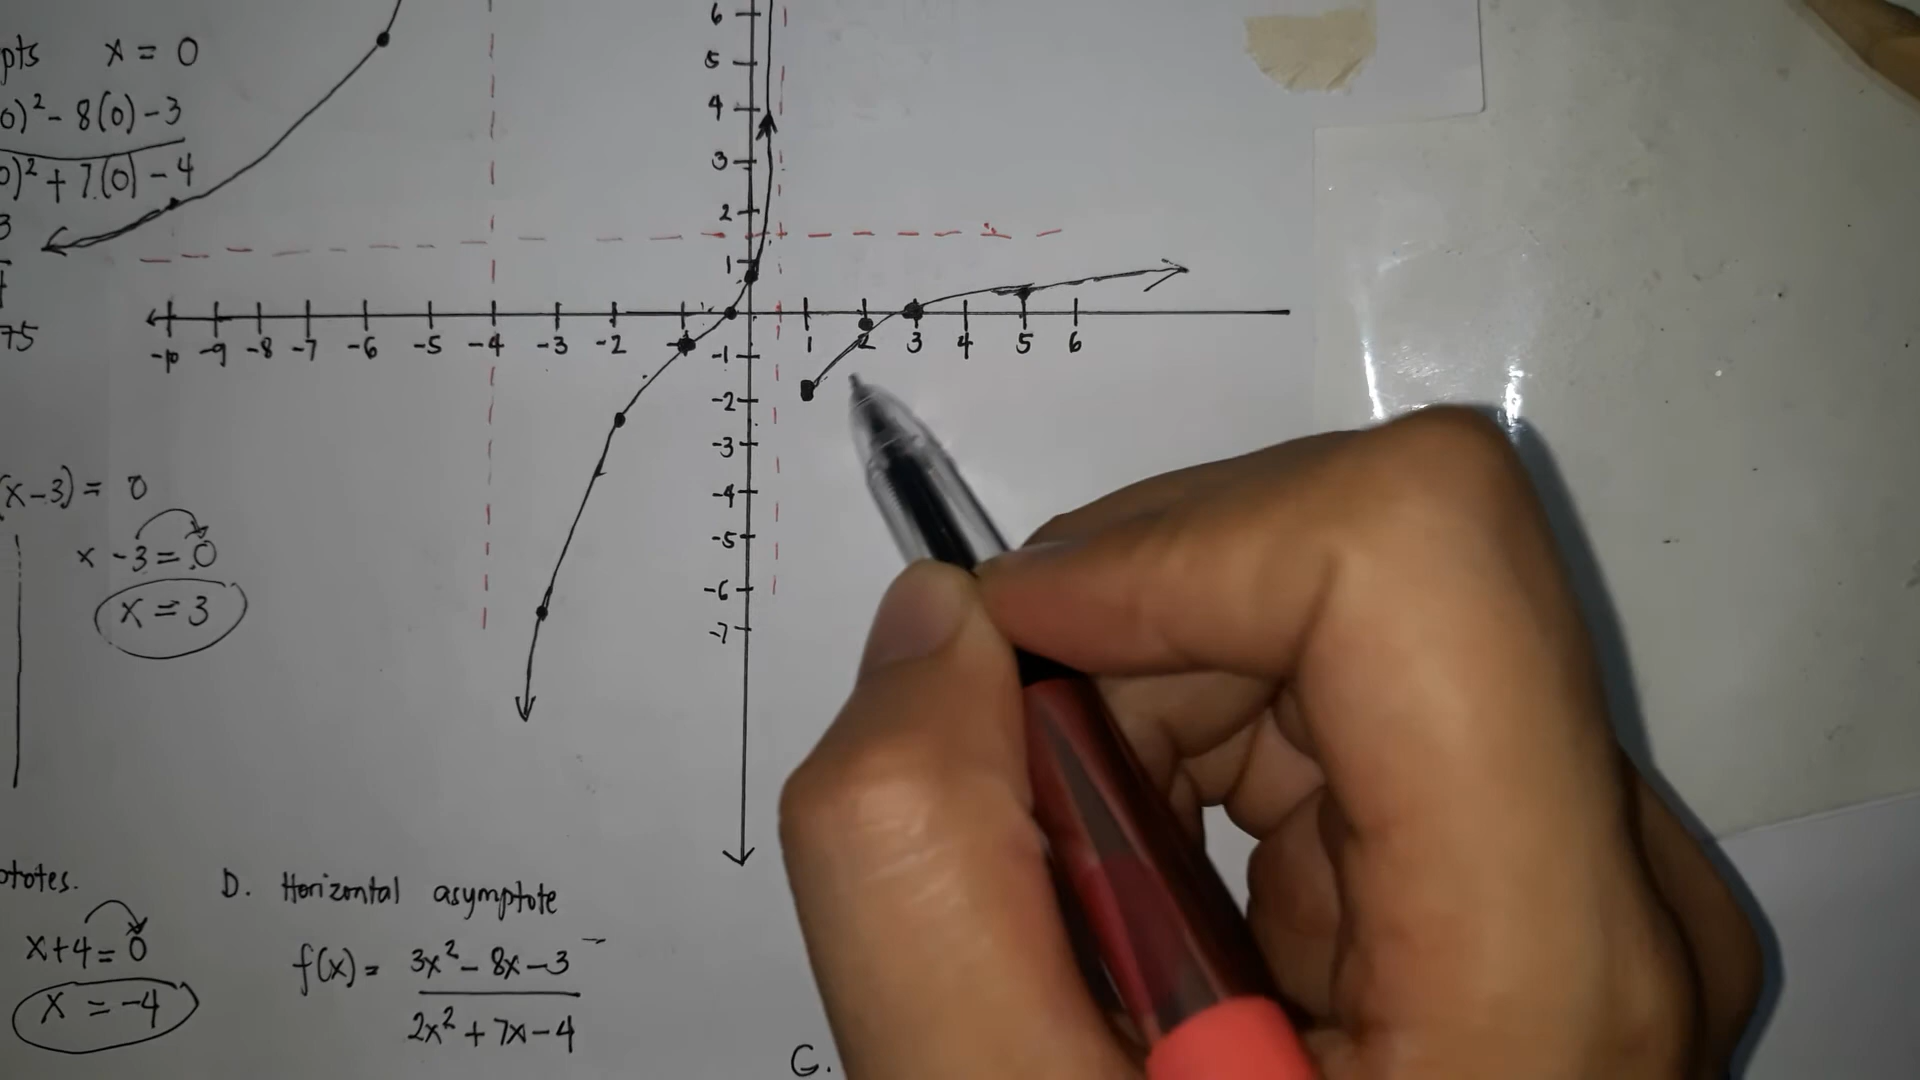 pts x = 0
0)² - 8(0) - 3
0)² + 7(0) - 4
3
75
(x-3) = 0
x - 3 = 0
x = 3
6
5
4
3
2
1
-10 -9 -8 -7 -6 -5 -4 -3 -2 1 2 3 4 5 6
-1
-2
-3
-4
-5
-6
-7
ptotes.
x+4 = 0
x = -4
D. Horizontal asymptote
f(x) = 3x² - 8x - 3
2x² + 7x - 4
G.